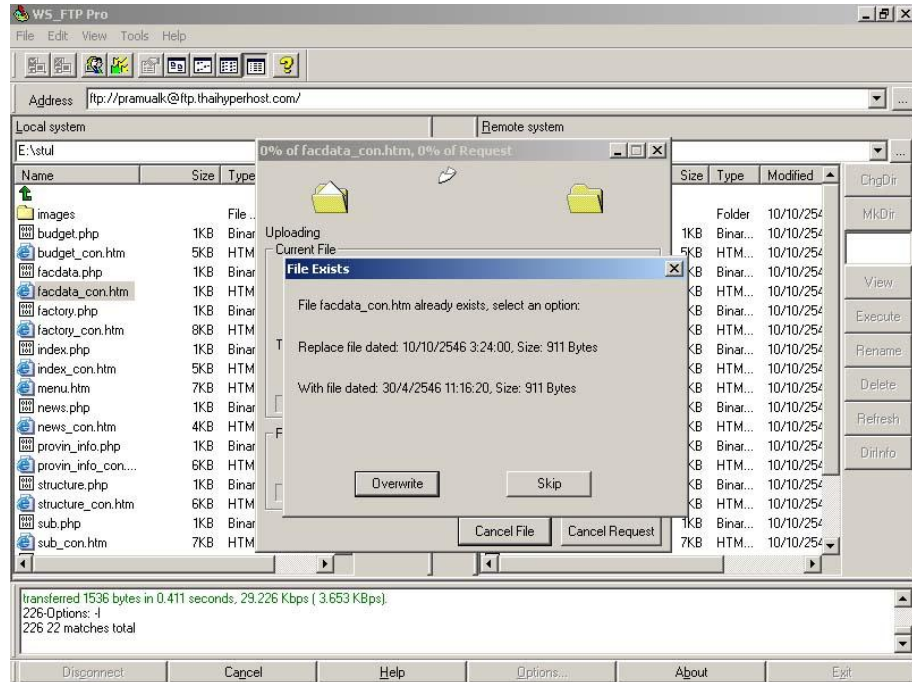 WS_FTP Pro
File Edit View Tools Help
Address ftp://pramualk@ftp.thaihyperhost.com/
Local system
Remote system
E:\stul
Name Size Type
Size Type Modified
images File ..
Folder 10/10/254
budget.php 1KB Binar
1KB Binar... 10/10/254
budget_con.htm 5KB HTM
5KB HTM... 10/10/254
facdata.php 1KB Binar
KB Binar... 10/10/254
facdata_con.htm 1KB HTM
KB HTM... 10/10/254
factory.php 1KB Binar
KB Binar... 10/10/254
factory_con.htm 8KB HTM
KB HTM... 10/10/254
index.php 1KB Binar
KB Binar... 10/10/254
index_con.htm 5KB HTM
KB HTM... 10/10/254
menu.htm 7KB HTM
KB HTM... 10/10/254
news.php 1KB Binar
KB Binar... 10/10/254
news_con.htm 4KB HTM
KB HTM... 10/10/254
provin_info.php 1KB Binar
KB Binar... 10/10/254
provin_info_con.... 6KB HTM
KB HTM... 10/10/254
structure.php 1KB Binar
KB Binar... 10/10/254
structure_con.htm 6KB HTM
KB HTM... 10/10/254
sub.php 1KB Binar
1KB Binar... 10/10/254
sub_con.htm 7KB HTM
7KB HTM... 10/10/254
0% of facdata_con.htm, 0% of Request
Uploading
Current File
T
F
File Exists
File facdata_con.htm already exists, select an option:
Replace file dated: 10/10/2546 3:24:00, Size: 911 Bytes
With file dated: 30/4/2546 11:16:20, Size: 911 Bytes
Overwrite Skip
Cancel File Cancel Request
ChgDir
MkDir
View
Execute
Rename
Delete
Refresh
DirInfo
transferred 1536 bytes in 0.411 seconds, 29.226 Kbps ( 3.653 KBps).
226-Options: -l
226 22 matches total
Disconnect Cancel Help Options... About Exit